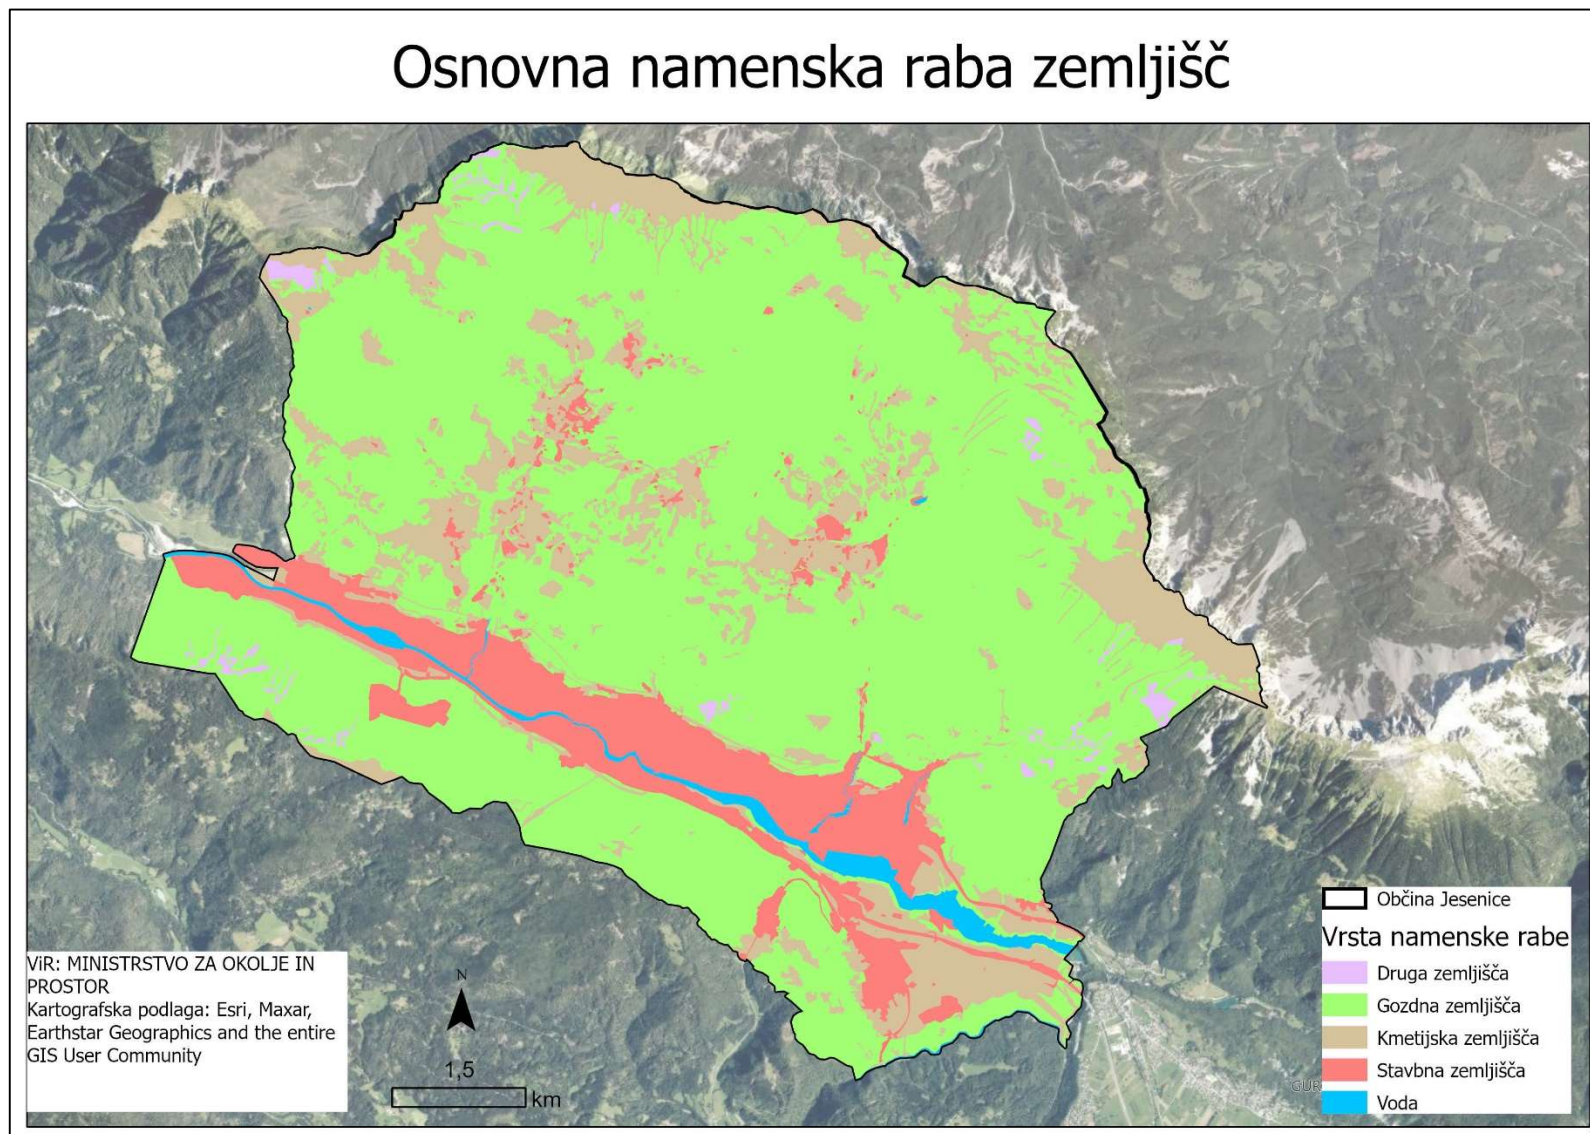 Osnovna namenska raba zemljišč
Občina Jesenice
Vrsta namenske rabe
Druga zemljišča
Gozdna zemljišča
Kmetijska zemljišča
Stavbna zemljišča
Voda
ViR: MINISTRSTVO ZA OKOLJE IN
PROSTOR
Kartografska podlaga: Esri, Maxar,
Earthstar Geographics and the entire
GIS User Community
N
1,5
km